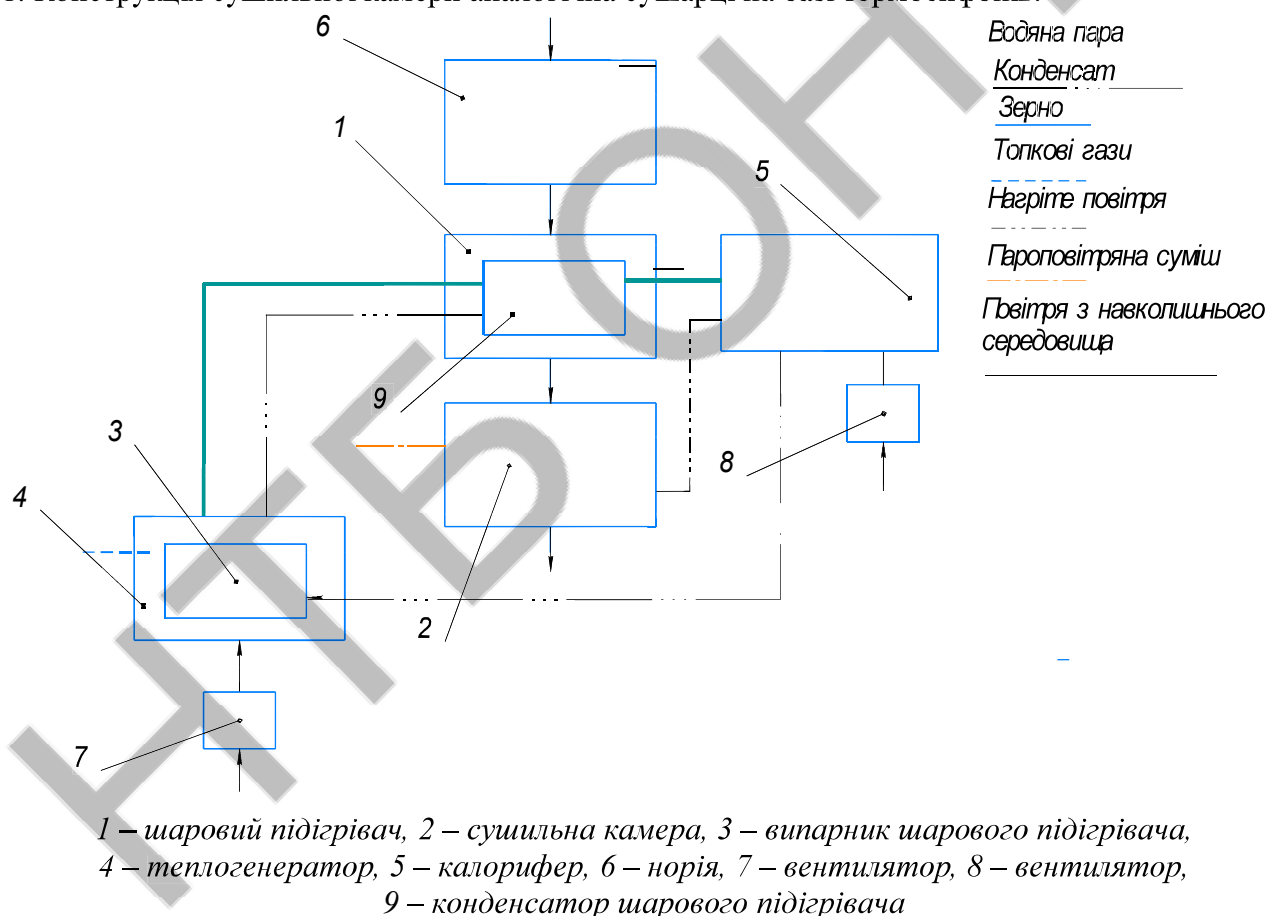 6
Водяна пара
Конденсат
1
Зерно
Топкові гази
5
Нагріте повітря
Пароповітряна суміш
Повітря з навколишнього
середовища
9
3
8
4
2
7
НТБ ОН
1 – шаровий підігрівач, 2 – сушильна камера, 3 – випарник шарового підігрівача,
4 – теплогенератор, 5 – калорифер, 6 – норія, 7 – вентилятор, 8 – вентилятор,
9 – конденсатор шарового підігрівача